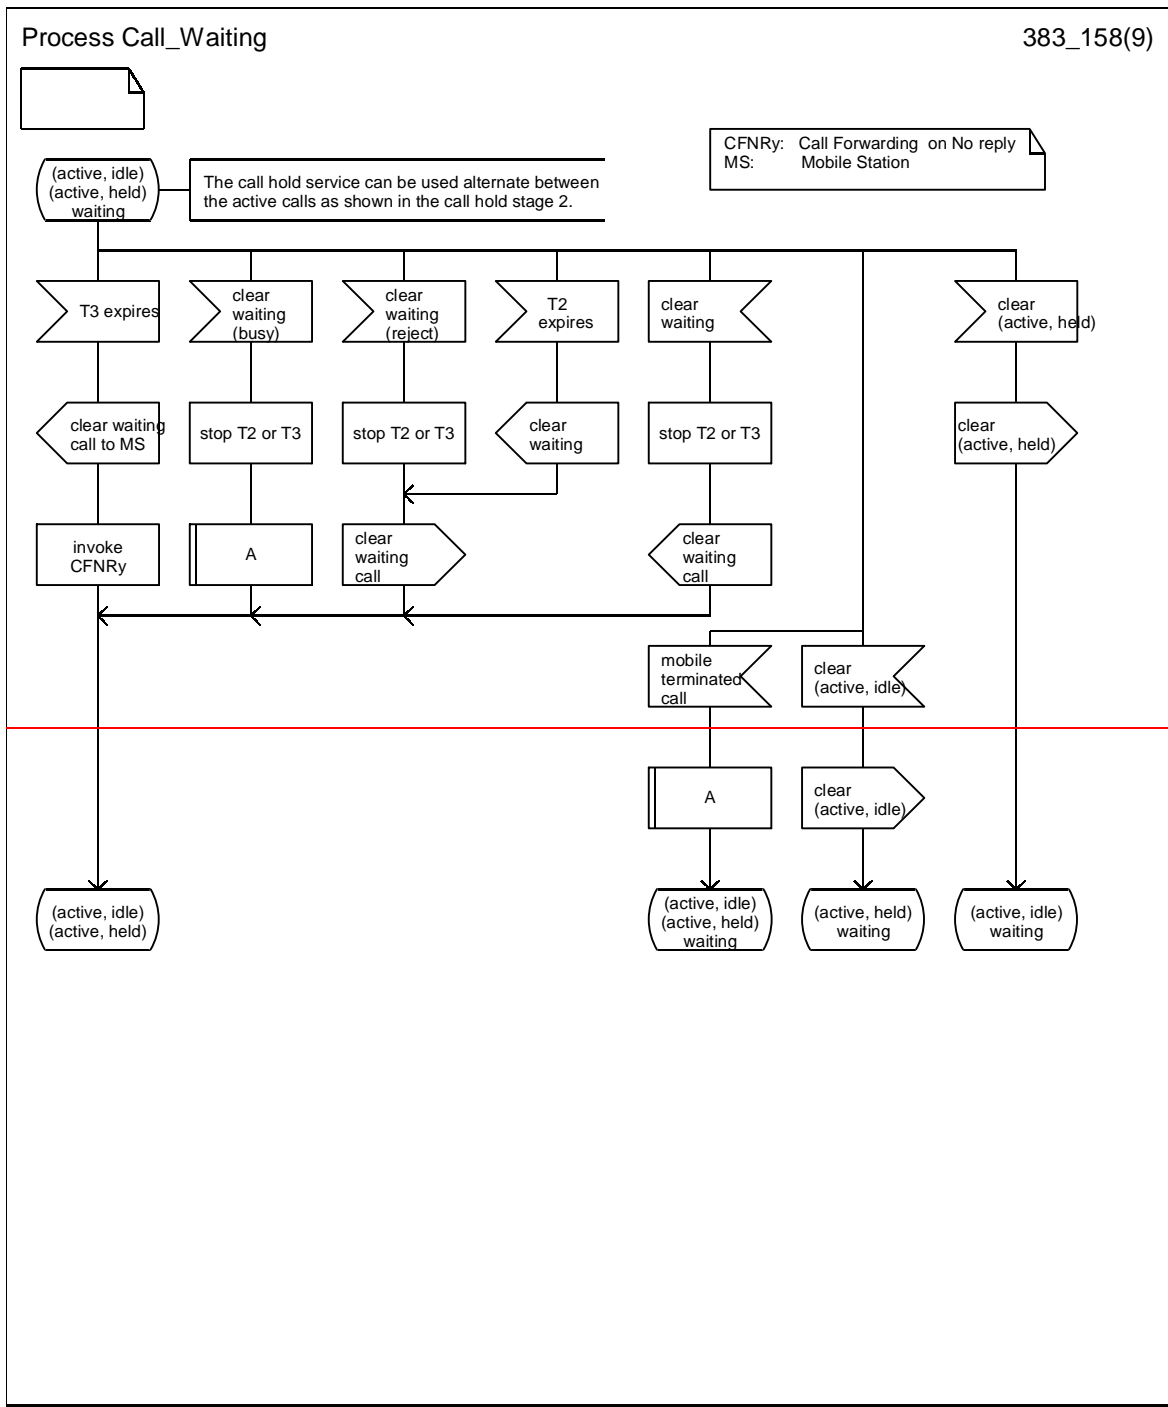 Process Call_Waiting
383_158(9)
CFNRy: Call Forwarding on No reply
MS: Mobile Station
(active, idle)
(active, held)
waiting
The call hold service can be used alternate between
the active calls as shown in the call hold stage 2.
T3 expires
clear
waiting
(busy)
clear
waiting
(reject)
T2
expires
clear
waiting
clear
(active, held)
clear waiting
call to MS
stop T2 or T3
stop T2 or T3
clear
waiting
stop T2 or T3
clear
(active, held)
invoke
CFNRy
A
clear
waiting
call
clear
waiting
call
mobile
terminated
call
clear
(active, idle)
A
clear
(active, idle)
(active, idle)
(active, held)
(active, idle)
(active, held)
waiting
(active, held)
waiting
(active, idle)
waiting